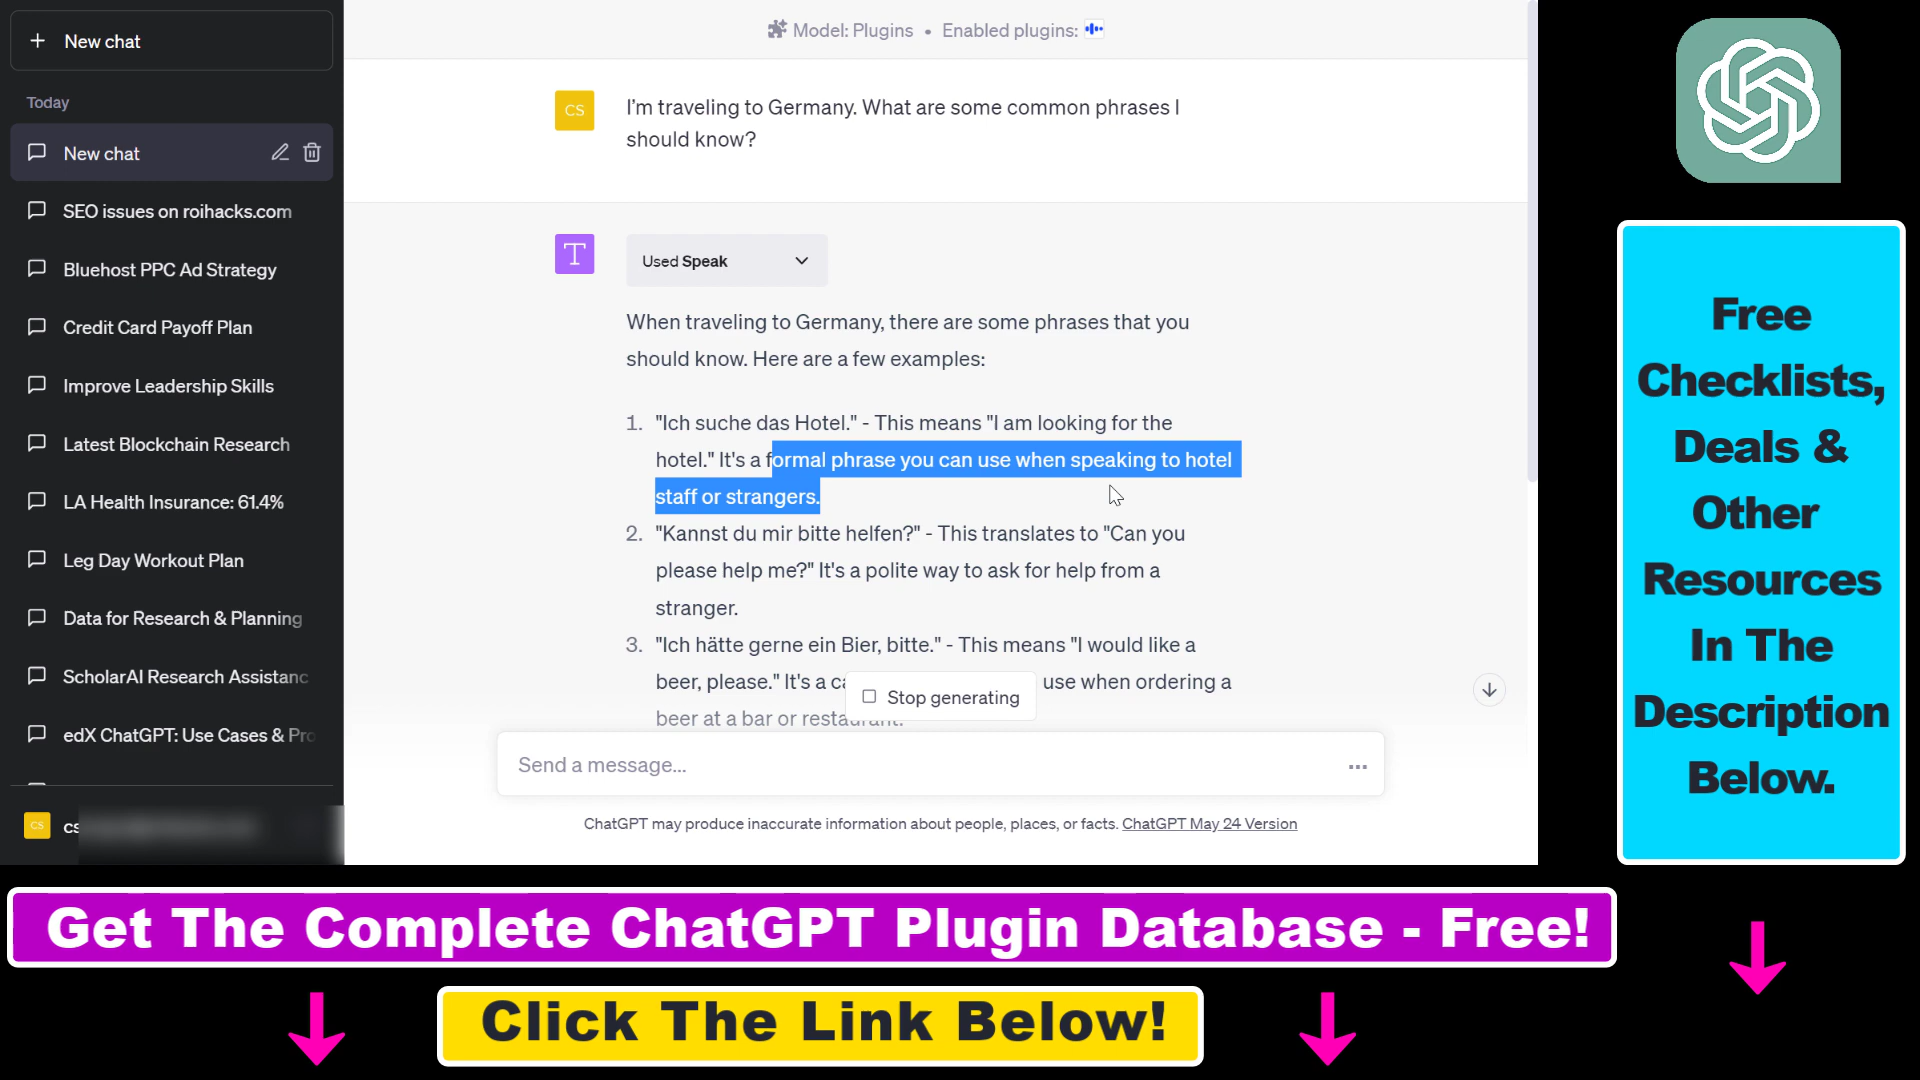 New chat
Today
New chat
SEO issues on roihacks.com
Bluehost PPC Ad Strategy
Credit Card Payoff Plan
Improve Leadership Skills
Latest Blockchain Research
LA Health Insurance: 61.4%
Leg Day Workout Plan
Data for Research & Planning
ScholarAI Research Assistanc
edX ChatGPT: Use Cases & Pro
CS
cs
Model: Plugins • Enabled plugins:
CS
I'm traveling to Germany. What are some common phrases I
should know?
T
Used Speak
When traveling to Germany, there are some phrases that you
should know. Here are a few examples:
1. "Ich suche das Hotel." - This means "I am looking for the
hotel." It's a formal phrase you can use when speaking to hotel
staff or strangers.
2. "Kannst du mir bitte helfen?" - This translates to "Can you
please help me?" It's a polite way to ask for help from a
stranger.
3. "Ich hätte gerne ein Bier, bitte." - This means "I would like a
beer, please." It's a ca use when ordering a
beer at a bar or restaurant.
Stop generating
Send a message...
ChatGPT may produce inaccurate information about people, places, or facts. ChatGPT May 24 Version
Free
Checklists,
Deals &
Other
Resources
In The
Description
Below.
Get The Complete ChatGPT Plugin Database - Free!
Click The Link Below!